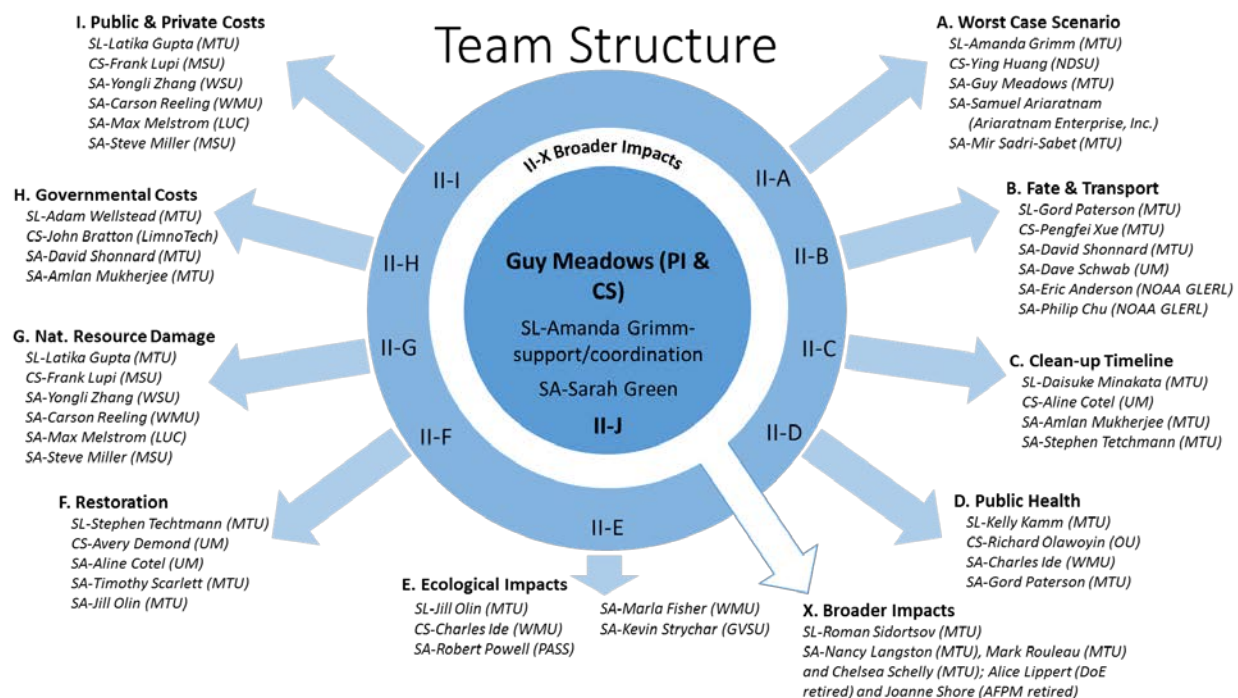 Team Structure
I. Public & Private Costs
SL-Latika Gupta (MTU)
CS-Frank Lupi (MSU)
SA-Yongli Zhang (WSU)
SA-Carson Reeling (WMU)
SA-Max Melstrom (LUC)
SA-Steve Miller (MSU)
H. Governmental Costs
SL-Adam Wellstead (MTU)
CS-John Bratton (LimnoTech)
SA-David Shonnard (MTU)
SA-Amlan Mukherjee (MTU)
G. Nat. Resource Damage
SL-Latika Gupta (MTU)
CS-Frank Lupi (MSU)
SA-Yongli Zhang (WSU)
SA-Carson Reeling (WMU)
SA-Max Melstrom (LUC)
SA-Steve Miller (MSU)
F. Restoration
SL-Stephen Techtmann (MTU)
CS-Avery Demond (UM)
SA-Aline Cotel (UM)
SA-Timothy Scarlett (MTU)
SA-Jill Olin (MTU)
II-X Broader Impacts
II-I
II-A
II-H
II-B
II-G
II-C
II-F
II-D
II-E
Guy Meadows (PI &
CS)
SL-Amanda Grimm-
support/coordination
SA-Sarah Green
II-J
A. Worst Case Scenario
SL-Amanda Grimm (MTU)
CS-Ying Huang (NDSU)
SA-Guy Meadows (MTU)
SA-Samuel Ariaratnam
(Ariaratnam Enterprise, Inc.)
SA-Mir Sadri-Sabet (MTU)
B. Fate & Transport
SL-Gord Paterson (MTU)
CS-Pengfei Xue (MTU)
SA-David Shonnard (MTU)
SA-Dave Schwab (UM)
SA-Eric Anderson (NOAA GLERL)
SA-Philip Chu (NOAA GLERL)
C. Clean-up Timeline
SL-Daisuke Minakata (MTU)
CS-Aline Cotel (UM)
SA-Amlan Mukherjee (MTU)
SA-Stephen Tetchmann (MTU)
D. Public Health
SL-Kelly Kamm (MTU)
CS-Richard Olawoyin (OU)
SA-Charles Ide (WMU)
SA-Gord Paterson (MTU)
E. Ecological Impacts
SL-Jill Olin (MTU)
CS-Charles Ide (WMU)
SA-Robert Powell (PASS)
SA-Marla Fisher (WMU)
SA-Kevin Strychar (GVSU)
X. Broader Impacts
SL-Roman Sidortsov (MTU)
SA-Nancy Langston (MTU), Mark Rouleau (MTU)
and Chelsea Schelly (MTU); Alice Lippert (DoE
retired) and Joanne Shore (AFPM retired)